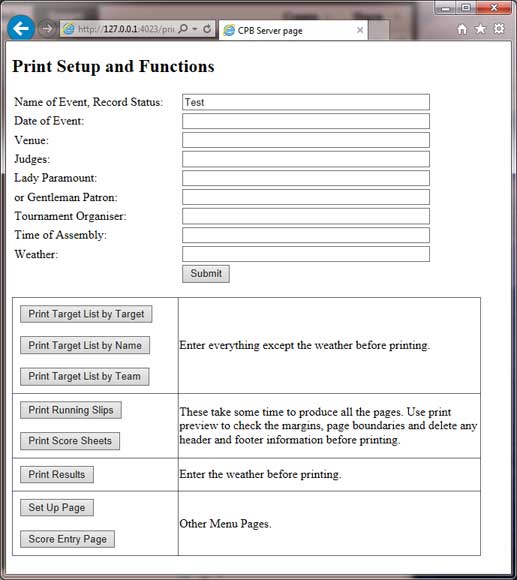 http://127.0.0.1:4023/pri
CPB Server page
Print Setup and Functions
Name of Event, Record Status: Test
Date of Event:
Venue:
Judges:
Lady Paramount:
or Gentleman Patron:
Tournament Organiser:
Time of Assembly:
Weather:
Submit
Print Target List by Target
Print Target List by Name
Print Target List by Team
Enter everything except the weather before printing.
Print Running Slips
Print Score Sheets
These take some time to produce all the pages. Use print
preview to check the margins, page boundaries and delete any
header and footer information before printing.
Print Results
Enter the weather before printing.
Set Up Page
Score Entry Page
Other Menu Pages.